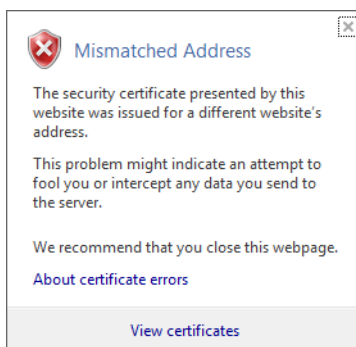 Mismatched Address
The security certificate presented by this
website was issued for a different website's
address.
This problem might indicate an attempt to
fool you or intercept any data you send to
the server.
We recommend that you close this webpage.
About certificate errors
View certificates